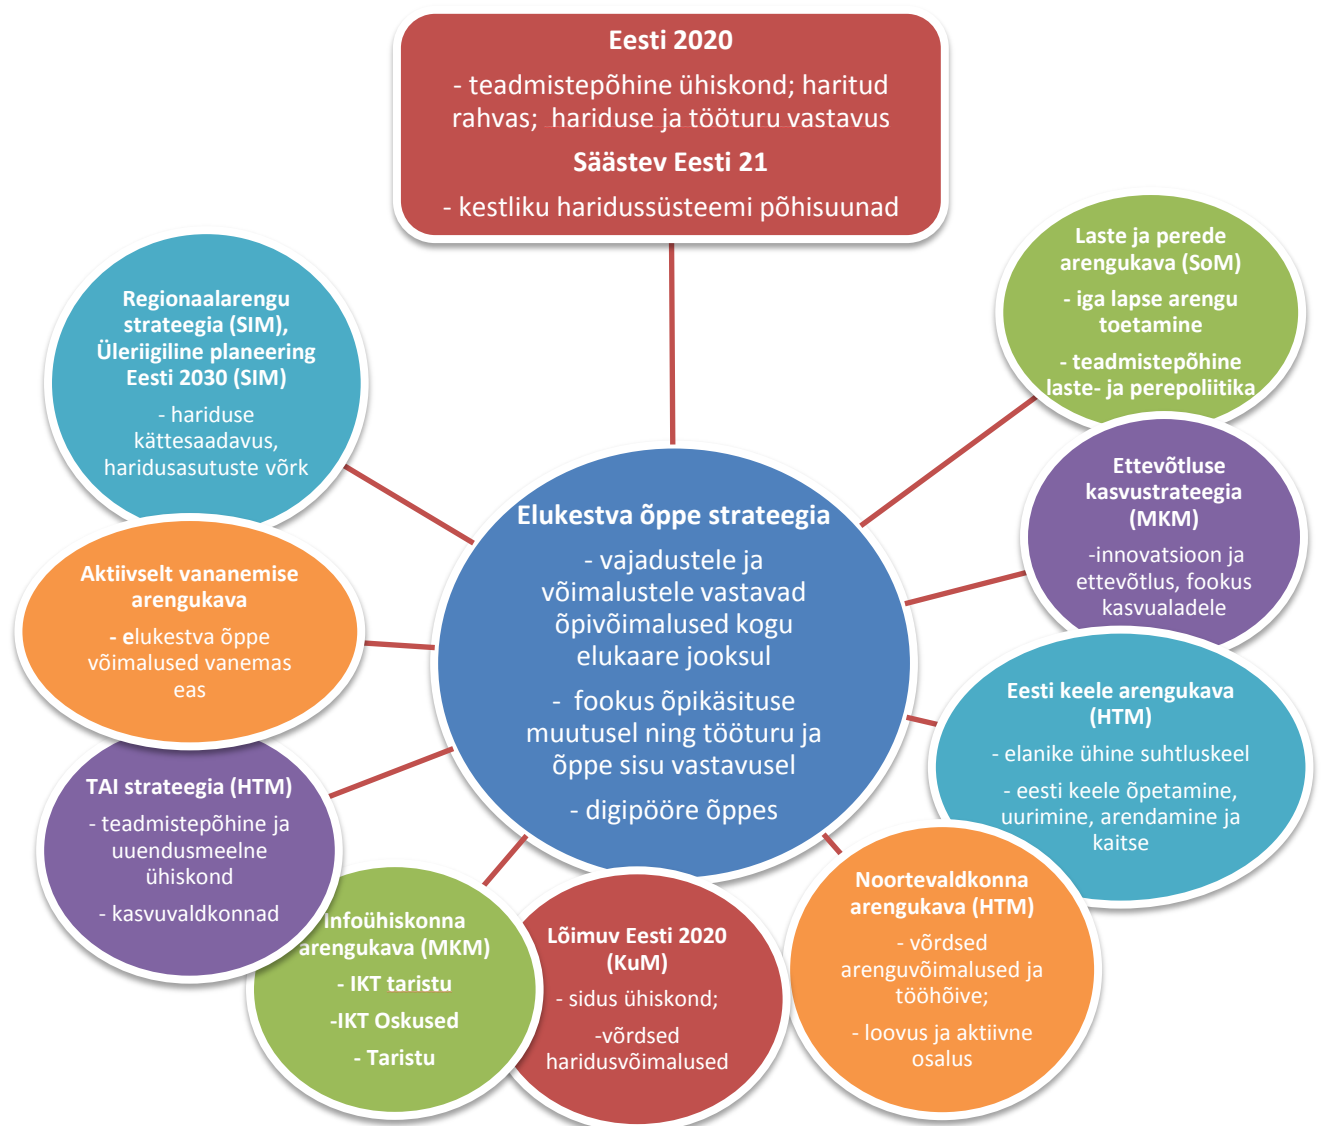 Eesti 2020
- teadmistepõhine ühiskond; haritud
rahvas;  hariduse ja tööturu vastavus
Säästev Eesti 21
- kestliku haridussüsteemi põhisuunad
Laste ja perede
arengukava (SoM)
- iga lapse arengu
toetamine
- teadmistepõhine
laste- ja perepoliitika
Regionaalarengu
strateegia (SIM),
Üleriigiline planeering
Eesti 2030 (SIM)
- hariduse
kättesaadavus,
haridusasutuste võrk
Ettevõtluse
kasvustrateegia
(MKM)
-innovatsioon ja
ettevõtlus, fookus
kasvualadele
Elukestva õppe strateegia
- vajadustele ja
võimalustele vastavad
õpivõimalused kogu
elukaare jooksul
-  fookus õpikäsituse
muutusel ning tööturu ja
õppe sisu vastavusel
- digipööre õppes
Aktiivselt vananemise
arengukava
- elukestva õppe
võimalused vanemas
eas
Eesti keele arengukava
(HTM)
- elanike ühine suhtluskeel
- eesti keele õpetamine,
uurimine, arendamine ja
kaitse
TAI strateegia (HTM)
- teadmistepõhine ja
uuendusmeelne
ühiskond
- kasvuvaldkonnad
Noortevaldkonna
arengukava (HTM)
- võrdsed
arenguvõimalused ja
tööhõive;
- loovus ja aktiivne
osalus
Infoühiskonna
arengukava (MKM)
- IKT taristu
-IKT Oskused
- Taristu
Lõimuv Eesti 2020
(KuM)
- sidus ühiskond;
-võrdsed
haridusvõimalused